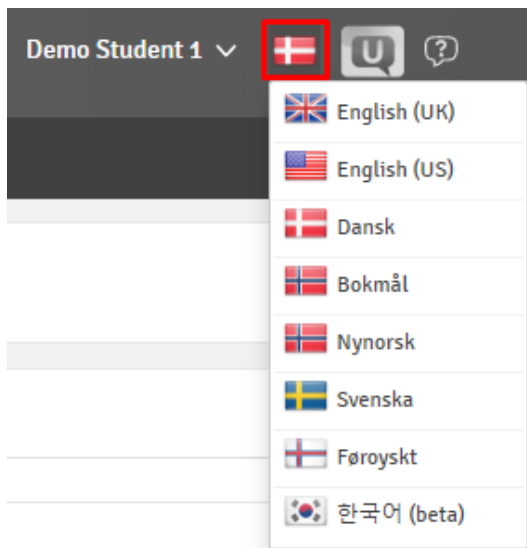 Demo Student 1
U
?
English (UK)
English (US)
Dansk
Bokmål
Nynorsk
Svenska
Føroyskt
한국어 (beta)